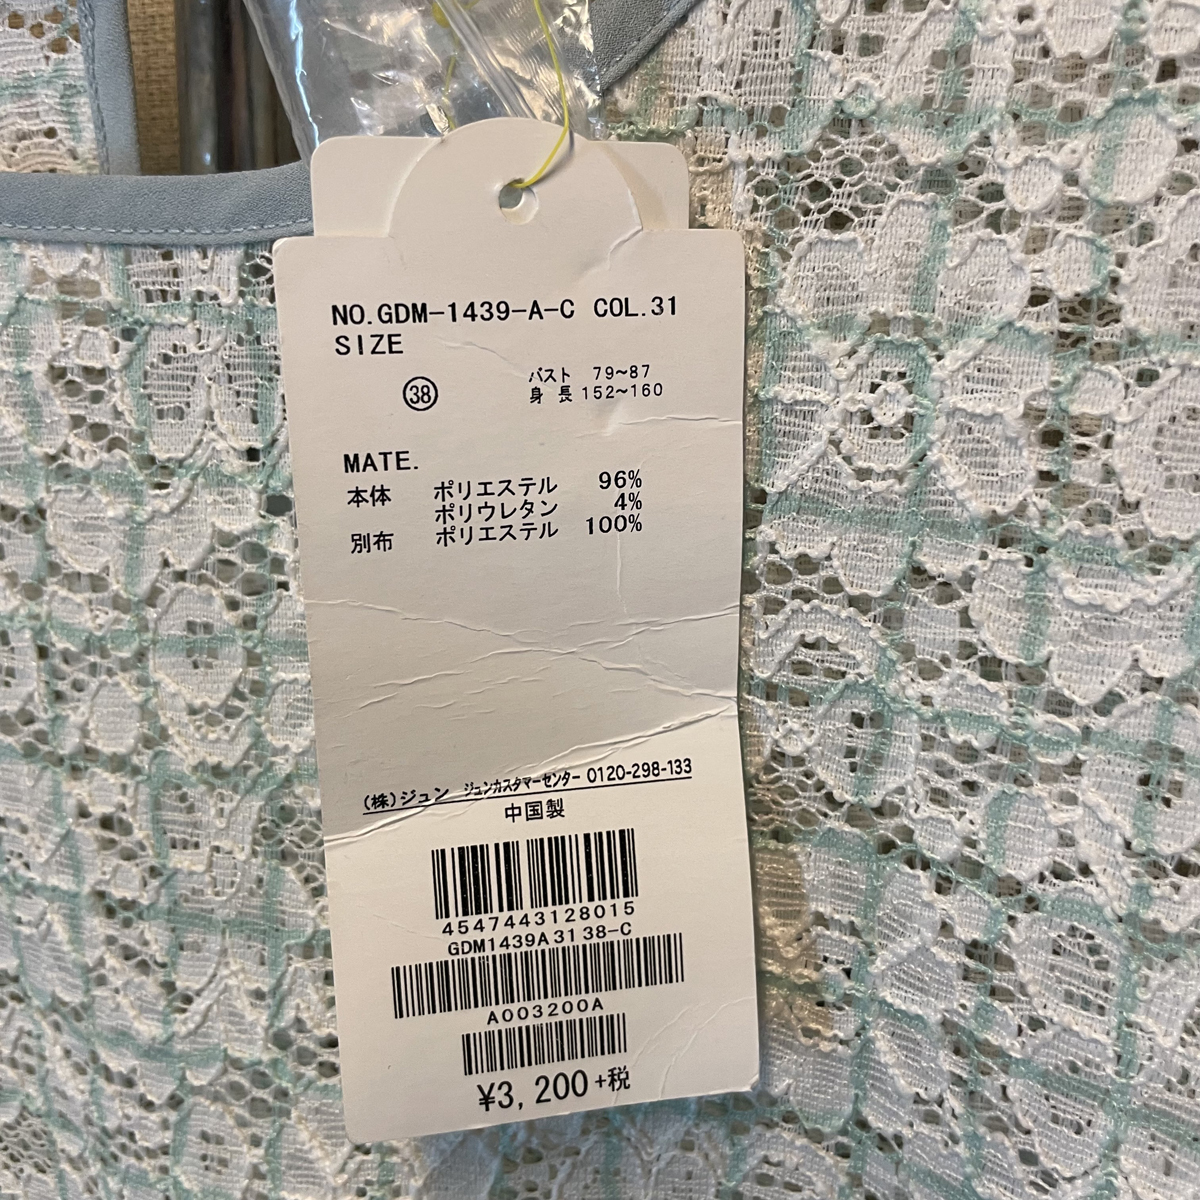 NO.GDM-1439-A-C COL.31
SIZE
㊳ バスト 79~87
身長 152~160
MATE.
本体 ポリエステル 96%
ポリウレタン 4%
別布 ポリエステル 100%
(株)ジュン ジュンカスタマーセンター 0120-298-133
中国製
4547443128015
GDM1439A3138-C
A003200A
¥3,200+税